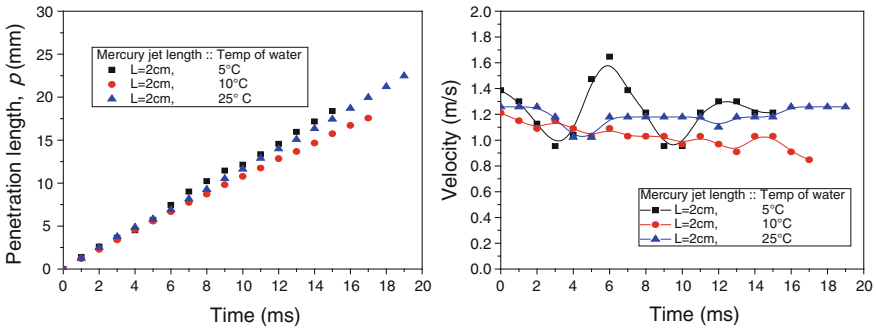 30
25
20
15
10
5
0
Penetration length, p (mm)
Mercury jet length :: Temp of water
L=2cm, 5°C
L=2cm, 10°C
L=2cm, 25° C
0 2 4 6 8 10 12 14 16 18 20
Time (ms)
2.0
1.8
1.6
1.4
1.2
1.0
0.8
0.6
0.4
0.2
0.0
Velocity (m/s)
Mercury jet length :: Temp of water
L=2cm, 5°C
L=2cm, 10°C
L=2cm, 25°C
0 2 4 6 8 10 12 14 16 18 20
Time (ms)